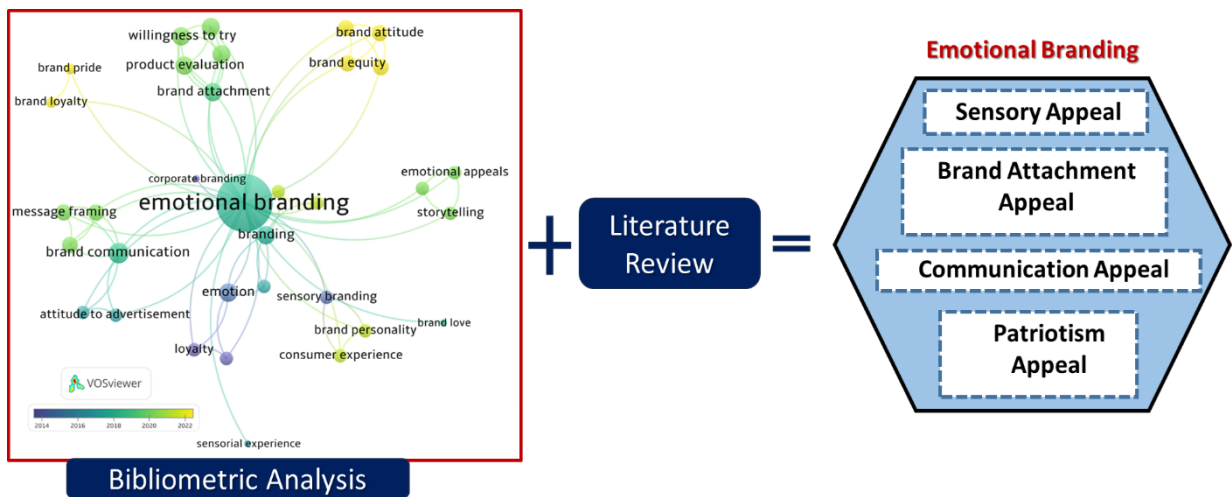 willingness to try
product evaluation
brand attachment
brand attitude
brand equity
brand pride
brand loyalty
corporate branding
emotional branding
branding
emotional appeals
storytelling
message framing
brand communication
attitude to advertisement
emotion
sensory branding
brand personality
brand love
loyalty
consumer experience
sensorial experience
VOSviewer
2014 2016 2018 2020 2022
Bibliometric Analysis
+
Literature
Review
=
Emotional Branding
Sensory Appeal
Brand Attachment
Appeal
Communication Appeal
Patriotism
Appeal